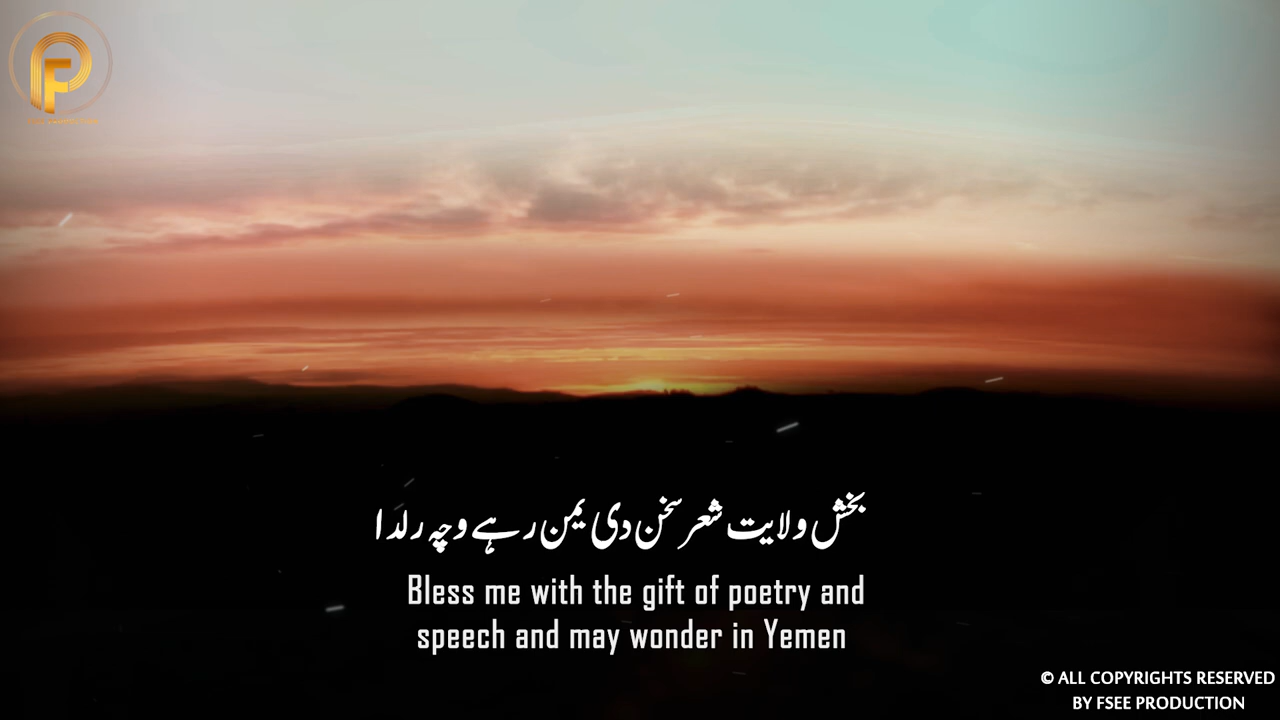 بخش ولایت شعر سخن دی یمن رہے وچہ رلدا
Bless me with the gift of poetry and
speech and may wonder in Yemen
© ALL COPYRIGHTS RESERVED
BY FSEE PRODUCTION